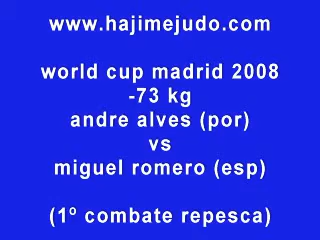 www.hajimejudo.com
world cup madrid 2008
-73 kg
andre alves (por)
vs
miguel romero (esp)
(1º combate repesca)